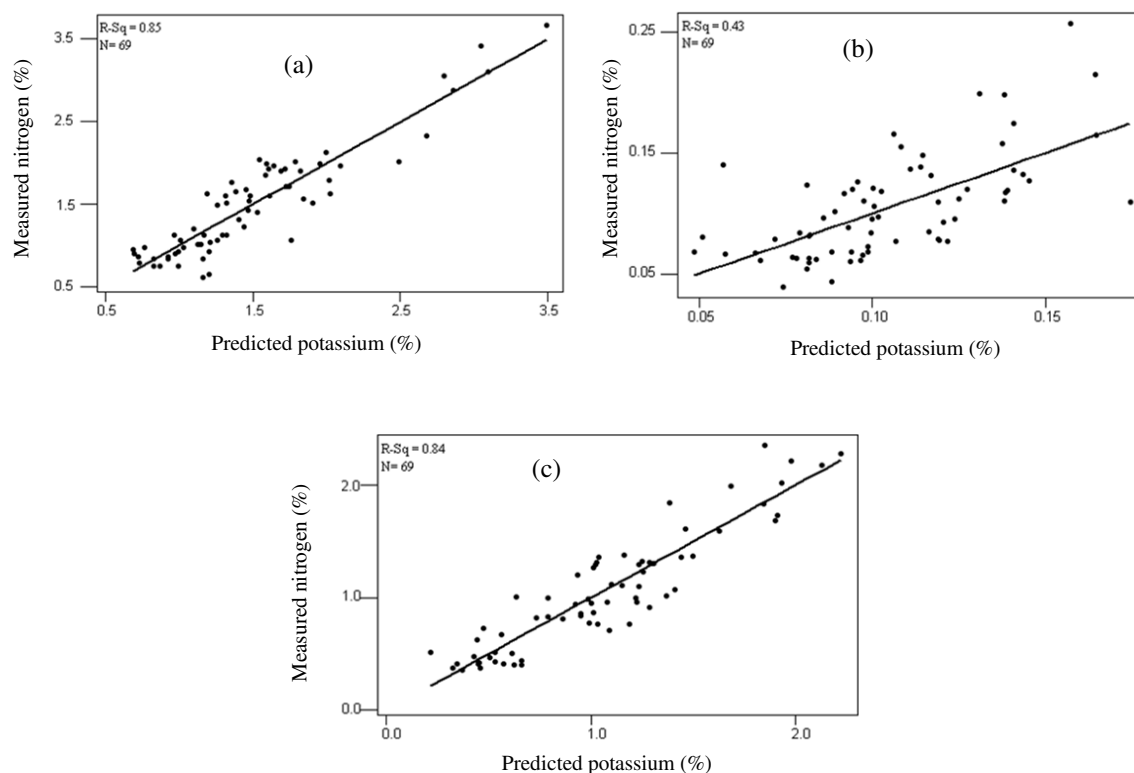 R-Sq = 0.85
N= 69
(a)
3.5
2.5
1.5
0.5
Measured nitrogen (%)
1.5
2.5
3.5
Predicted potassium (%)
R-Sq = 0.43
N= 69
(b)
0.25
0.15
0.05
Measured nitrogen (%)
0.05
0.10
0.15
Predicted potassium (%)
R-Sq = 0.84
N= 69
(c)
2.0
1.0
0.0
Measured nitrogen (%)
0.0
1.0
2.0
Predicted potassium (%)